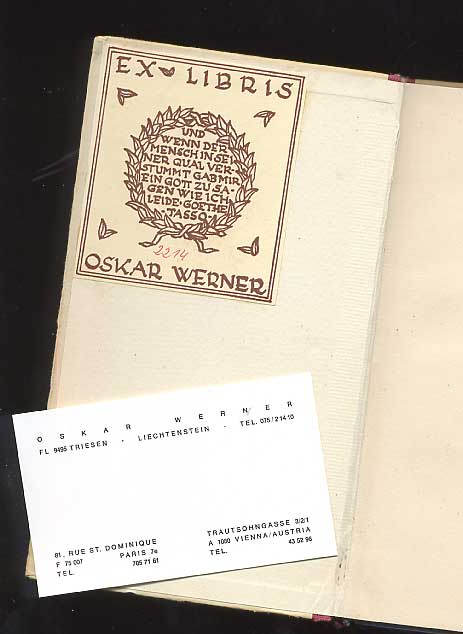 EX LIBRIS
UND
WENN DER
MENSCH IN SEI
NER QUAL VER-
STUMMT GAB MIR
EIN GOTT ZU SA-
GEN WIE ICH
LEIDE · GOETHE
TASSO
2214
OSKAR WERNER
OSKAR WERNER
FL 9495 TRIESEN · LIECHTENSTEIN · TEL. 075/2 14 10
81, RUE ST. DOMINIQUE
F 75 007 PARIS 7e
TEL. 705 71 61
TRAUTSOHNGASSE 3/2/1
A 1080 VIENNA/AUSTRIA
TEL. 43 52 96